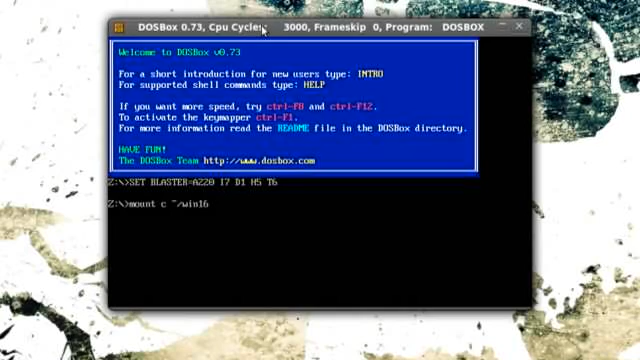 DOSBox 0.73, Cpu Cycles: 3000, Frameskip 0, Program: DOSBOX
Welcome to DOSBox v0.73
For a short introduction for new users type: INTRO
For supported shell commands type: HELP
If you want more speed, try ctrl-F8 and ctrl-F12.
To activate the keymapper ctrl-F1.
For more information read the README file in the DOSBox directory.
HAVE FUN!
The DOSBox Team http://www.dosbox.com
Z:\>SET BLASTER=A220 I7 D1 H5 T6
Z:\>mount c ~/win16